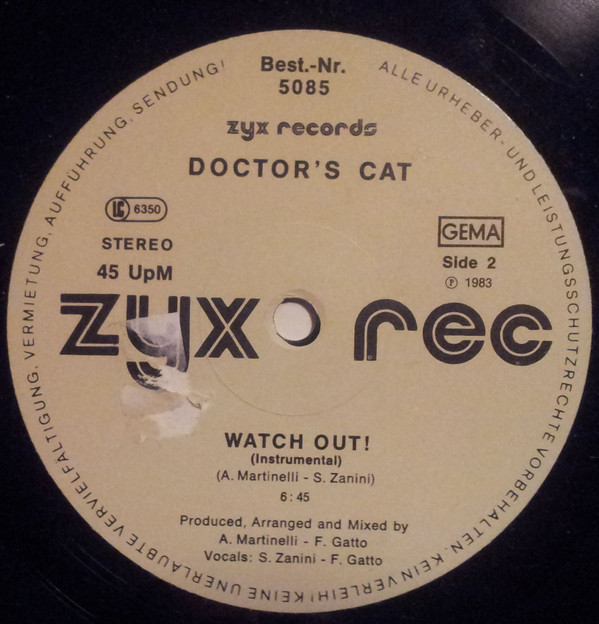 ALLE URHEBER- UND LEISTUNGSSCHUTZRECHTE VORBEHALTEN. KEIN VERLEIH! KEINE UNERLAUBTE VERVIELFÄLTIGUNG, VERMIETUNG, AUFFÜHRUNG, SENDUNG!
Best.-Nr.
5085
zyx records
DOCTOR'S CAT
LC 6350
GEMA
STEREO
Side 2
45 UpM
℗ 1983
zyx rec
WATCH OUT!
(Instrumental)
(A. Martinelli - S. Zanini)
6:45
Produced, Arranged and Mixed by
A. Martinelli - F. Gatto
Vocals: S. Zanini - F. Gatto